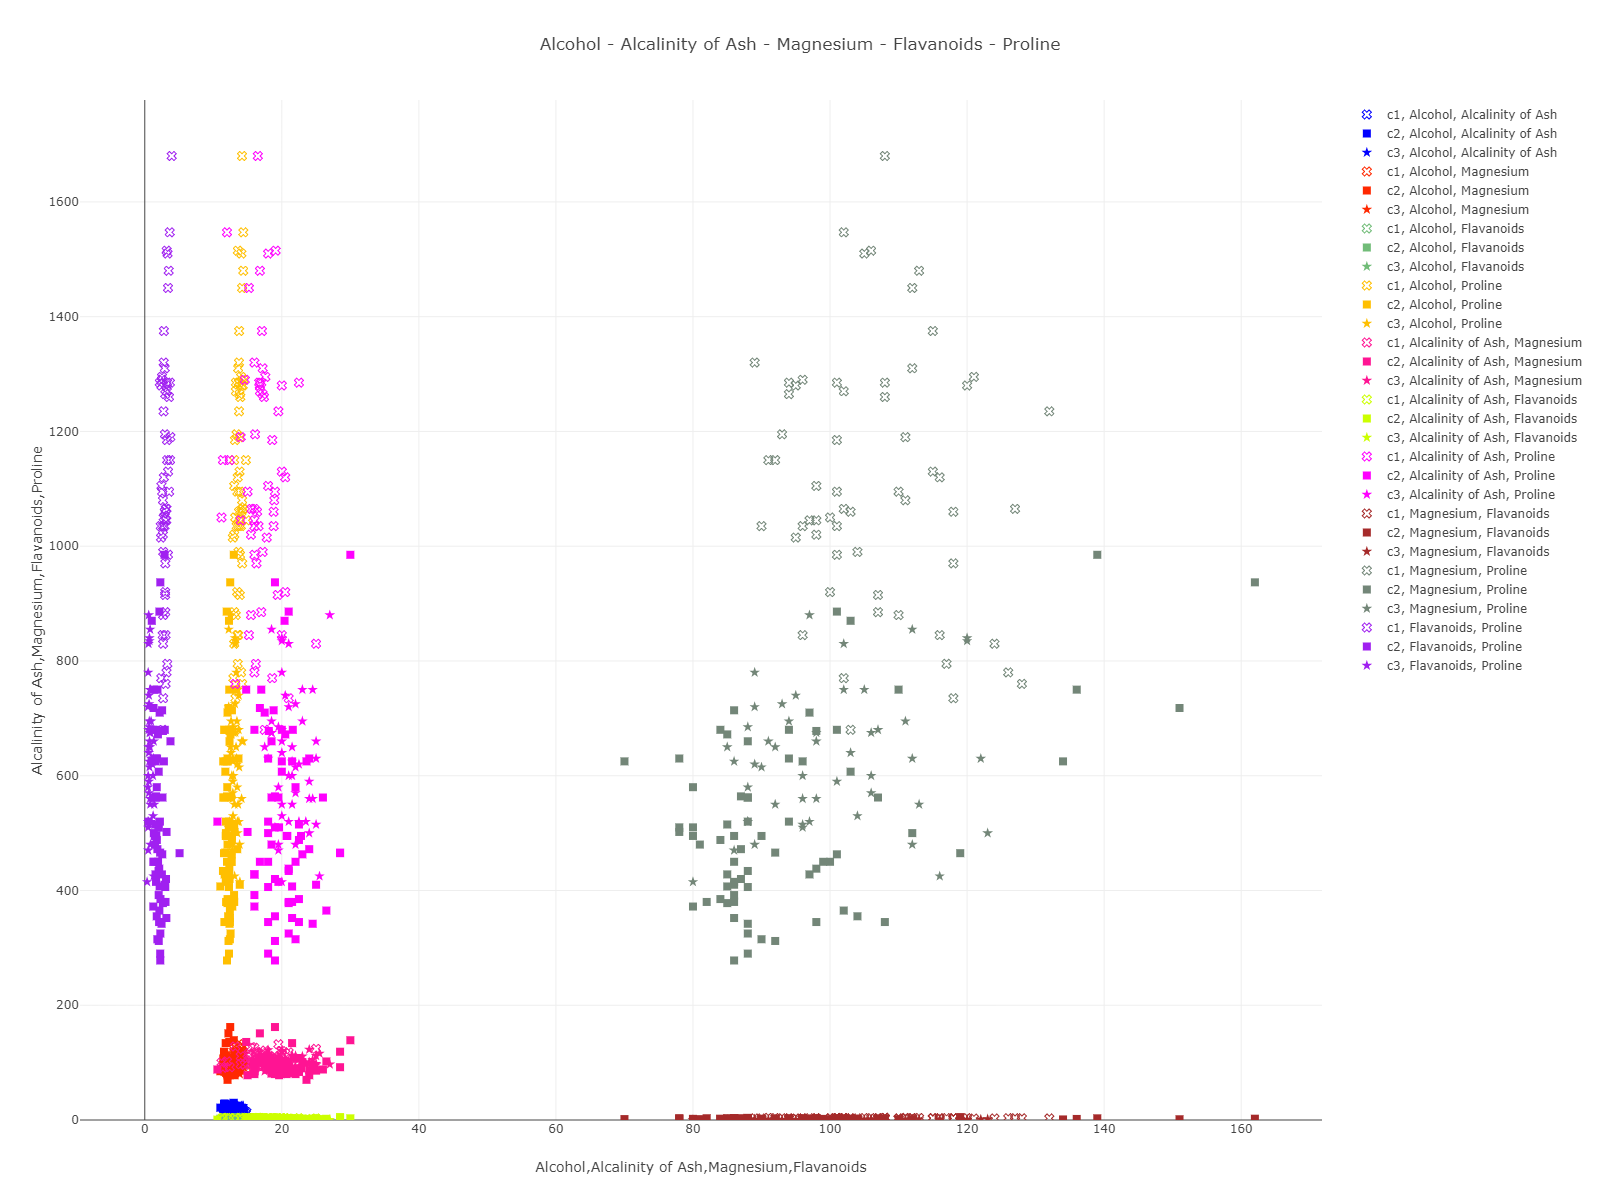 Alcohol - Alcalinity of Ash - Magnesium - Flavanoids - Proline
Alcalinity of Ash,Magnesium,Flavanoids,Proline
1600
1400
1200
1000
800
600
400
200
0
0 20 40 60 80 100 120 140 160
Alcohol,Alcalinity of Ash,Magnesium,Flavanoids
c1, Alcohol, Alcalinity of Ash
c2, Alcohol, Alcalinity of Ash
c3, Alcohol, Alcalinity of Ash
c1, Alcohol, Magnesium
c2, Alcohol, Magnesium
c3, Alcohol, Magnesium
c1, Alcohol, Flavanoids
c2, Alcohol, Flavanoids
c3, Alcohol, Flavanoids
c1, Alcohol, Proline
c2, Alcohol, Proline
c3, Alcohol, Proline
c1, Alcalinity of Ash, Magnesium
c2, Alcalinity of Ash, Magnesium
c3, Alcalinity of Ash, Magnesium
c1, Alcalinity of Ash, Flavanoids
c2, Alcalinity of Ash, Flavanoids
c3, Alcalinity of Ash, Flavanoids
c1, Alcalinity of Ash, Proline
c2, Alcalinity of Ash, Proline
c3, Alcalinity of Ash, Proline
c1, Magnesium, Flavanoids
c2, Magnesium, Flavanoids
c3, Magnesium, Flavanoids
c1, Magnesium, Proline
c2, Magnesium, Proline
c3, Magnesium, Proline
c1, Flavanoids, Proline
c2, Flavanoids, Proline
c3, Flavanoids, Proline